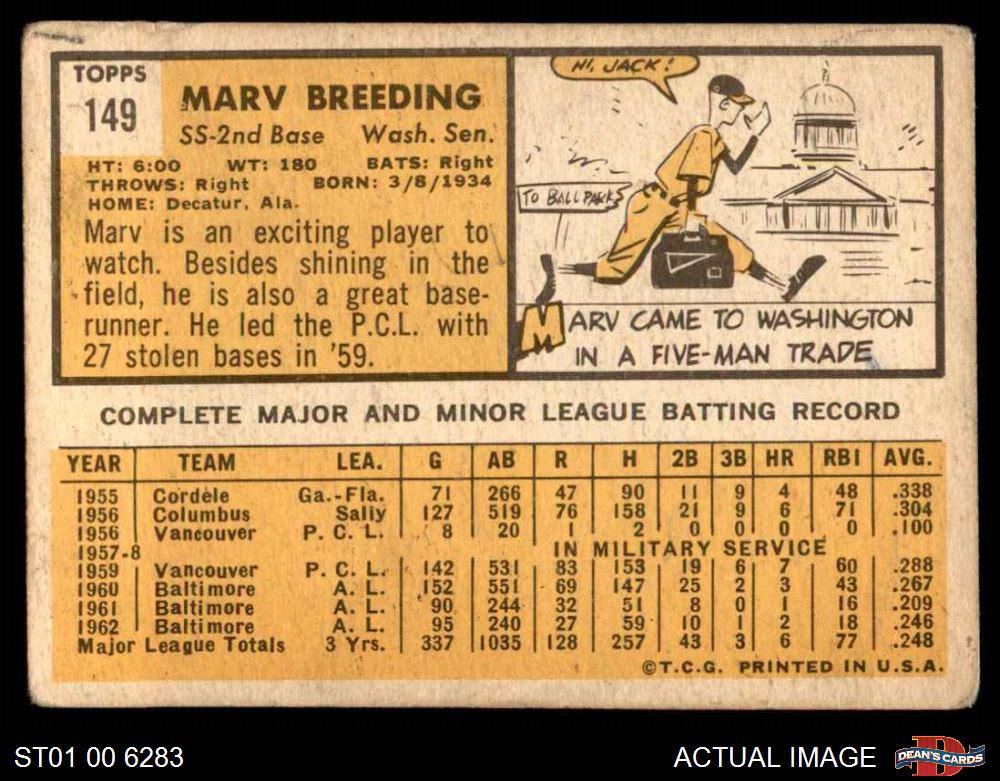 TOPPS
149
MARV BREEDING
SS-2nd Base Wash. Sen.
HT: 6:00 WT: 180 BATS: Right
THROWS: Right BORN: 3/8/1934
HOME: Decatur, Ala.
Marv is an exciting player to
watch. Besides shining in the
field, he is also a great base-
runner. He led the P.C.L. with
27 stolen bases in '59.
HI, JACK!
TO BALL PARKS
MARV CAME TO WASHINGTON
IN A FIVE-MAN TRADE
COMPLETE MAJOR AND MINOR LEAGUE BATTING RECORD
YEAR TEAM LEA. G AB R H 2B 3B HR RBI AVG.
1955 Cordele Ga.-Fla. 71 266 47 90 11 9 4 48 .338
1956 Columbus Sally 127 519 76 158 21 9 6 71 .304
1956 Vancouver P. C. L. 8 20 1 2 0 0 0 0 .100
1957-8 IN MILITARY SERVICE
1959 Vancouver P. C. L. 142 531 83 153 19 6 7 60 .288
1960 Baltimore A. L. 152 551 69 147 25 2 3 43 .267
1961 Baltimore A. L. 90 244 32 51 8 0 1 16 .209
1962 Baltimore A. L. 95 240 27 59 10 1 2 18 .246
Major League Totals 3 Yrs. 337 1035 128 257 43 3 6 77 .248
©T.C.G. PRINTED IN U.S.A.
ST01 00 6283
ACTUAL IMAGE
D
DEAN'S CARDS